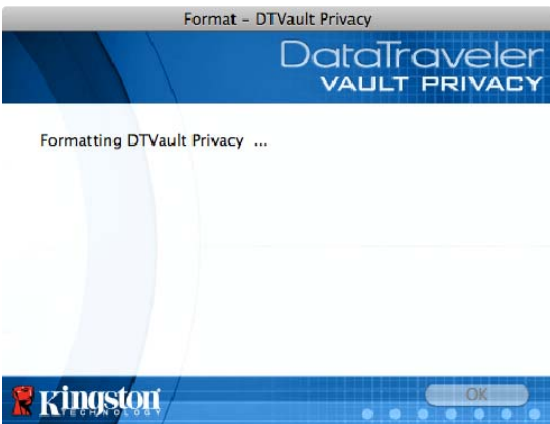 Format – DTVault Privacy
DataTraveler
VAULT PRIVACY
Formatting DTVault Privacy ...
Kingston
TECHNOLOGY
OK